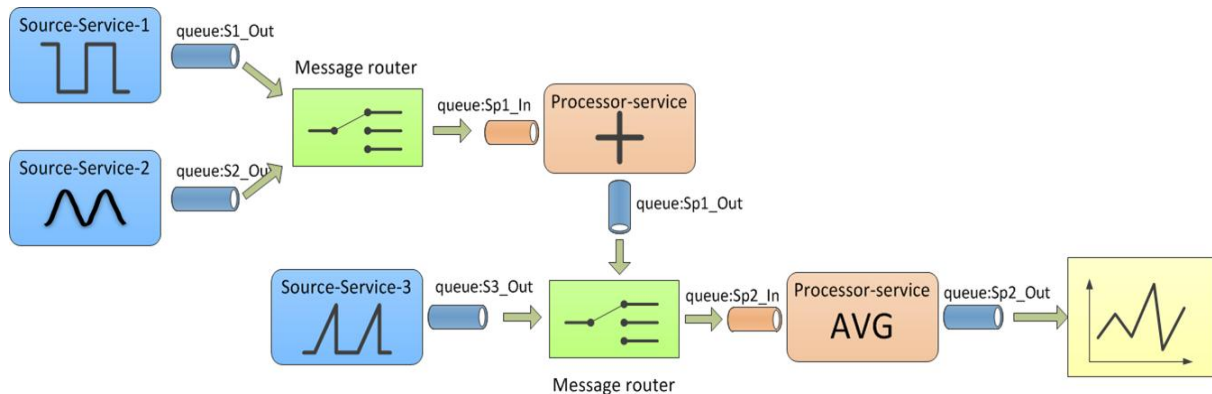 Source-Service-1
queue:S1_Out
Message router
queue:Sp1_In
Processor-service
Source-Service-2
queue:S2_Out
queue:Sp1_Out
Source-Service-3
queue:S3_Out
queue:Sp2_In
Processor-service
AVG
queue:Sp2_Out
Message router